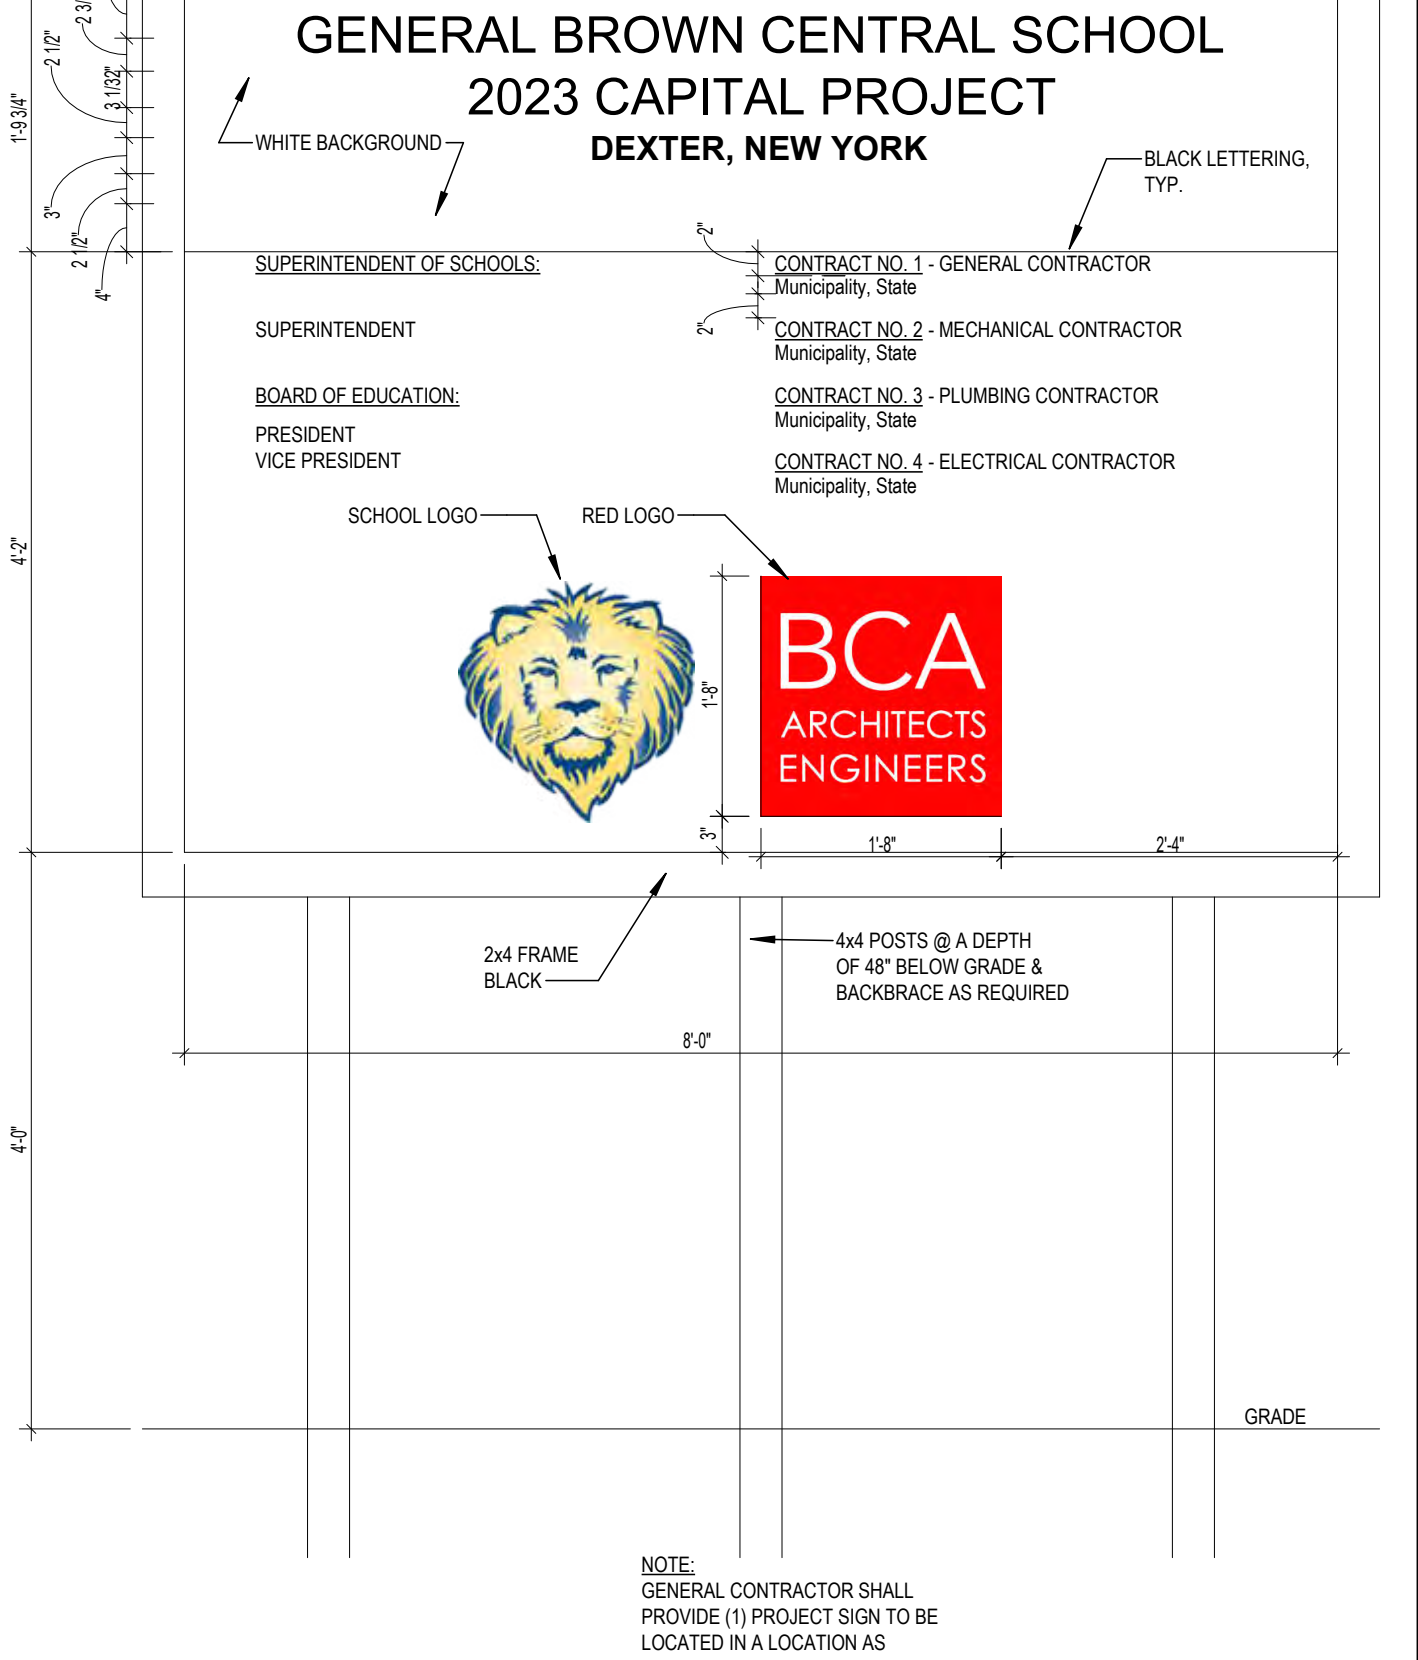 GENERAL BROWN CENTRAL SCHOOL
2023 CAPITAL PROJECT
DEXTER, NEW YORK
WHITE BACKGROUND
BLACK LETTERING,
TYP.
2 1/2"
3 1/32"
1'-9 3/4"
3"
2 1/2"
4"
2"
2"
SUPERINTENDENT OF SCHOOLS:
SUPERINTENDENT
BOARD OF EDUCATION:
PRESIDENT
VICE PRESIDENT
CONTRACT NO. 1 - GENERAL CONTRACTOR
Municipality, State
CONTRACT NO. 2 - MECHANICAL CONTRACTOR
Municipality, State
CONTRACT NO. 3 - PLUMBING CONTRACTOR
Municipality, State
CONTRACT NO. 4 - ELECTRICAL CONTRACTOR
Municipality, State
SCHOOL LOGO
RED LOGO
4'-2"
BCA
ARCHITECTS
ENGINEERS
1'-8"
3"
1'-8"
2'-4"
2x4 FRAME
BLACK
4x4 POSTS @ A DEPTH
OF 48" BELOW GRADE &
BACKBRACE AS REQUIRED
8'-0"
4'-0"
GRADE
NOTE:
GENERAL CONTRACTOR SHALL
PROVIDE (1) PROJECT SIGN TO BE
LOCATED IN A LOCATION AS